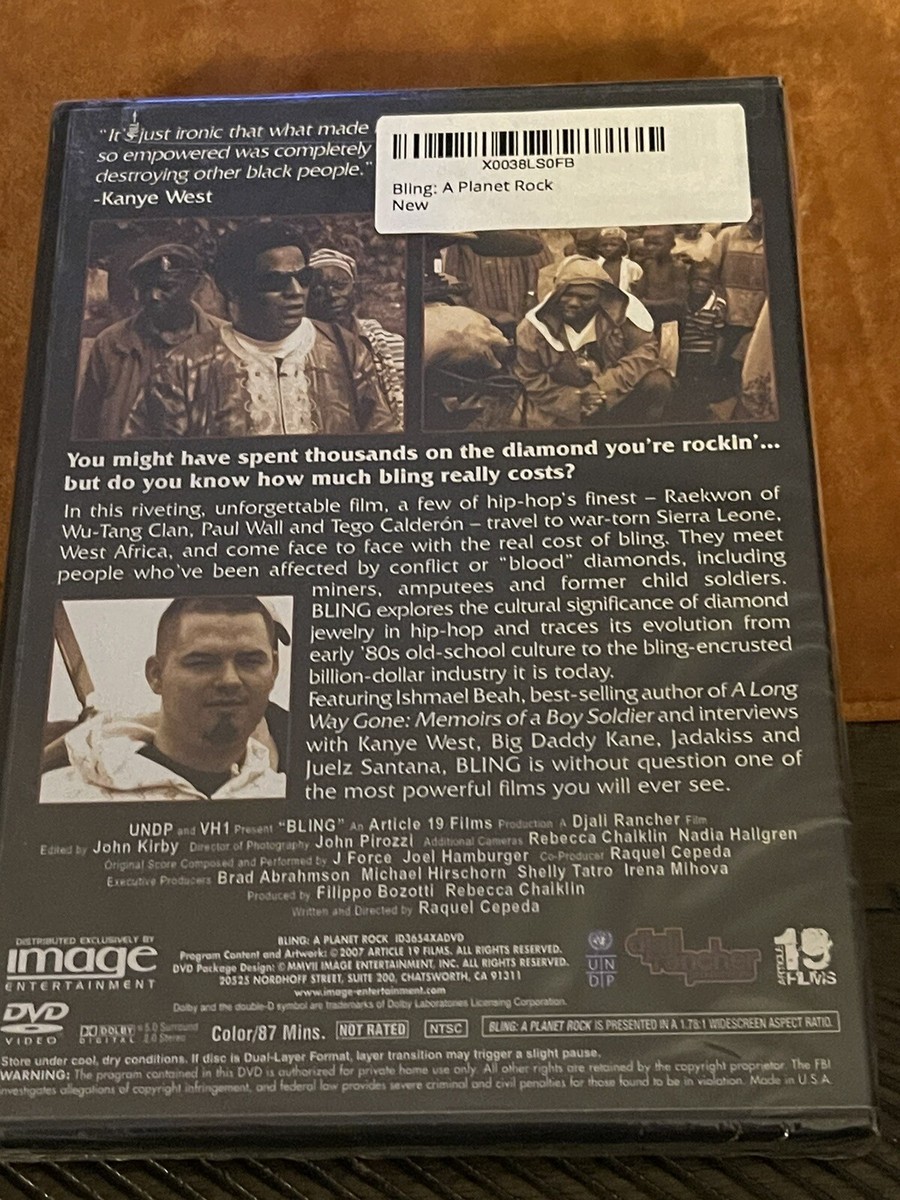 "It's just ironic that what made
so empowered was completely
destroying other black people."
-Kanye West
X0038LS0FB
Bling: A Planet Rock
New
You might have spent thousands on the diamond you're rockin'...
but do you know how much bling really costs?
In this riveting, unforgettable film, a few of hip-hop's finest – Raekwon of
Wu-Tang Clan, Paul Wall and Tego Calderón – travel to war-torn Sierra Leone,
West Africa, and come face to face with the real cost of bling. They meet
people who've been affected by conflict or "blood" diamonds, including
miners, amputees and former child soldiers.
BLING explores the cultural significance of diamond
jewelry in hip-hop and traces its evolution from
early '80s old-school culture to the bling-encrusted
billion-dollar industry it is today.
Featuring Ishmael Beah, best-selling author of A Long
Way Gone: Memoirs of a Boy Soldier and interviews
with Kanye West, Big Daddy Kane, Jadakiss and
Juelz Santana, BLING is without question one of
the most powerful films you will ever see.
UNDP and VH1 Present "BLING" An Article 19 Films Production A Djali Rancher Film
Edited by John Kirby Director of Photography John Pirozzi Additional Cameras Rebecca Chaiklin Nadia Hallgren
Original Score Composed and Performed by J Force Joel Hamburger Co-Producer Raquel Cepeda
Executive Producers Brad Abrahmson Michael Hirschorn Shelly Tatro Irena Mihova
Produced by Filippo Bozotti Rebecca Chaiklin
Written and Directed by Raquel Cepeda
DISTRIBUTED EXCLUSIVELY BY
image
ENTERTAINMENT
BLING: A PLANET ROCK ID3654XADVD
Program Content and Artwork: ©2007 ARTICLE 19 FILMS. ALL RIGHTS RESERVED.
DVD Package Design: © MMVII IMAGE ENTERTAINMENT, INC. ALL RIGHTS RESERVED.
20525 NORDHOFF STREET, SUITE 200, CHATSWORTH, CA 91311
www.image-entertainment.com
Dolby and the double-D symbol are trademarks of Dolby Laboratories Licensing Corporation.
UN
DP
djali rancher
ARTICLE 19 FILMS
DVD
VIDEO
DOLBY DIGITAL 5.0 Surround
2.0 Stereo
Color/87 Mins. NOT RATED NTSC BLING: A PLANET ROCK IS PRESENTED IN A 1.78:1 WIDESCREEN ASPECT RATIO.
Store under cool, dry conditions. If disc is Dual-Layer Format, layer transition may trigger a slight pause.
WARNING: The program contained in this DVD is authorized for private home use only. All other rights are retained by the copyright proprietor. The FBI
investigates allegations of copyright infringement, and federal law provides severe criminal and civil penalties for those found to be in violation. Made in U.S.A.